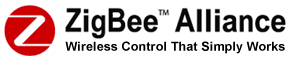 ZigBee™ Alliance
Wireless Control That Simply Works